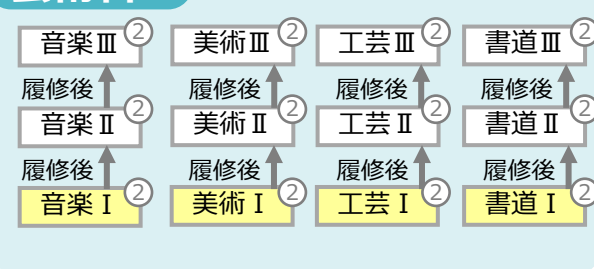 音楽Ⅲ ② 美術Ⅲ ② 工芸Ⅲ ② 書道Ⅲ ②
履修後 履修後 履修後 履修後
音楽Ⅱ ② 美術Ⅱ ② 工芸Ⅱ ② 書道Ⅱ ②
履修後 履修後 履修後 履修後
音楽Ⅰ ② 美術Ⅰ ② 工芸Ⅰ ② 書道Ⅰ ②